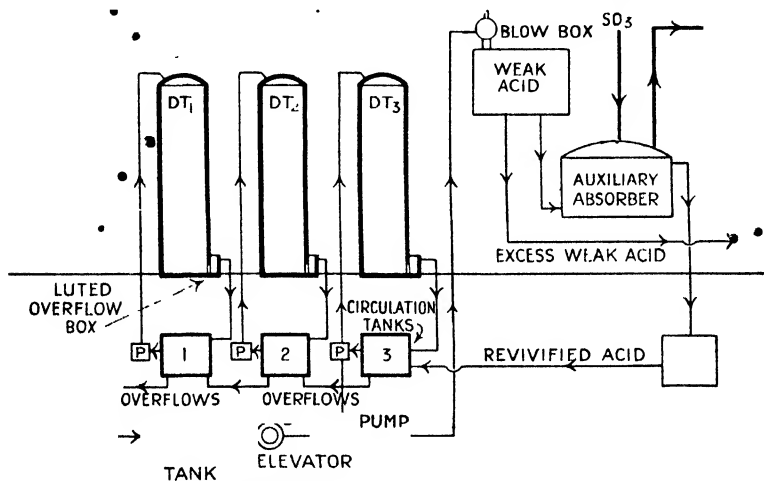 BLOW BOX
SO3
WEAK
ACID
DT1
DT2
DT3
AUXILIARY
ABSORBER
EXCESS WEAK ACID
LUTED
OVERFLOW
BOX
CIRCULATION
TANKS
P
1
P
2
P
3
REVIVIFIED ACID
OVERFLOWS
OVERFLOWS
PUMP
ELEVATOR
TANK